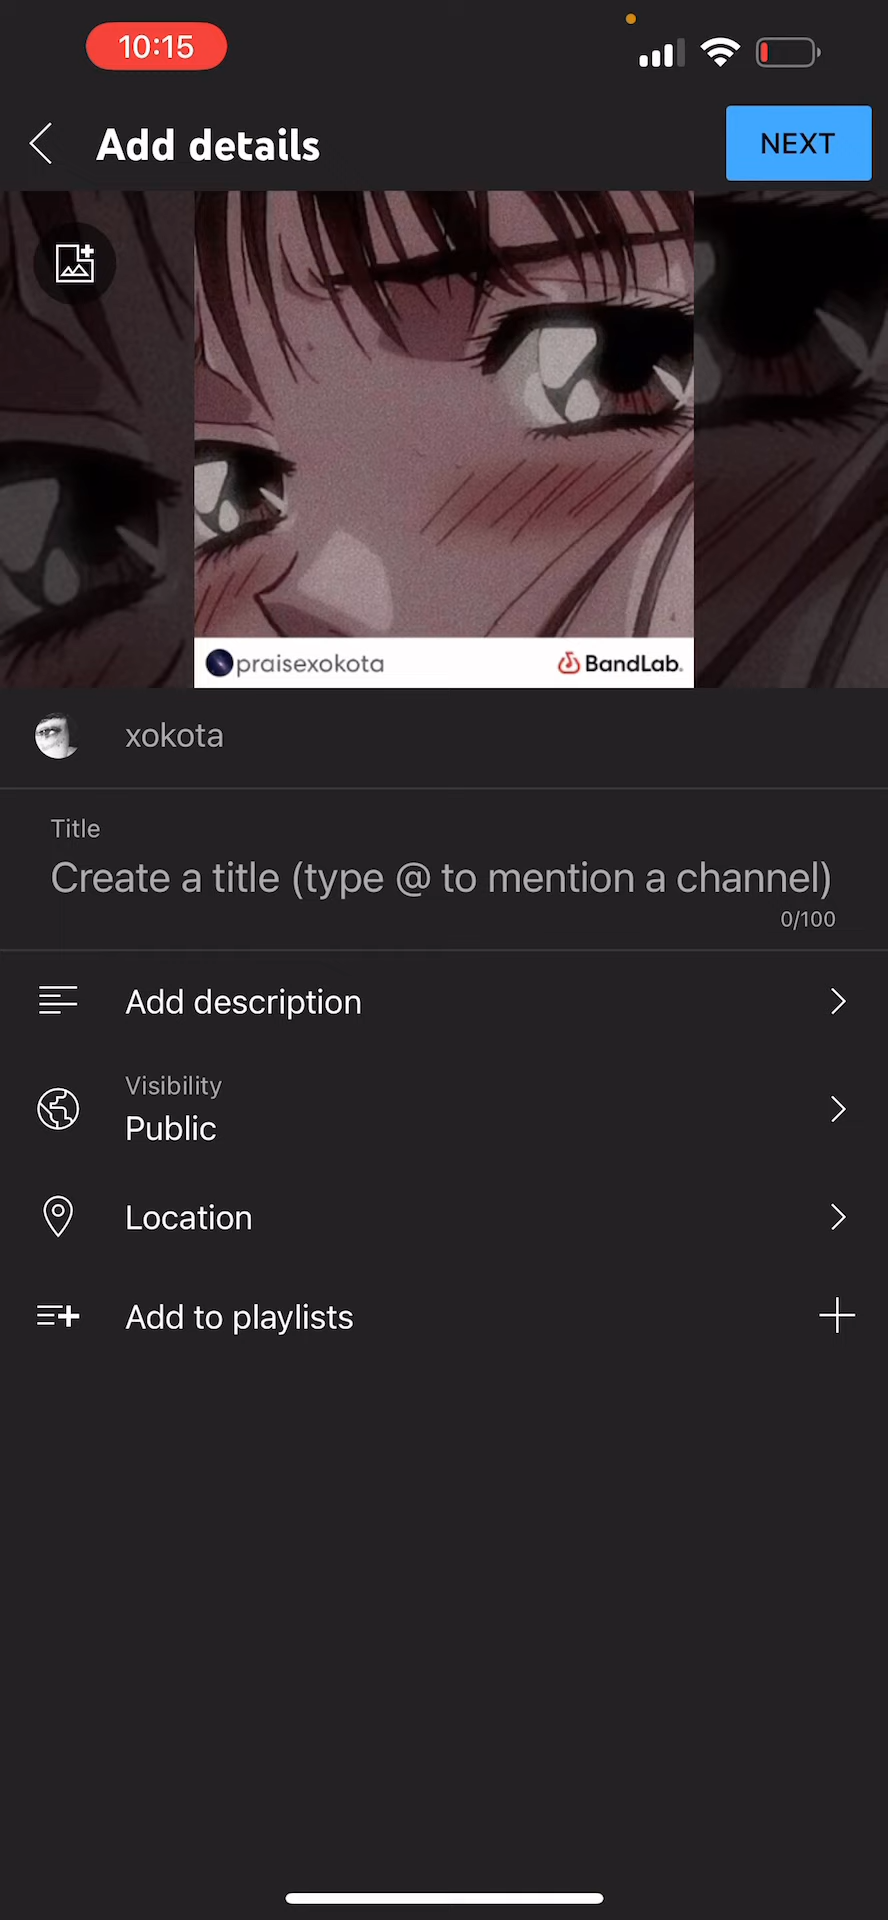 10:15
Add details
NEXT
praisexokota
BandLab.
xokota
Title
Create a title (type @ to mention a channel)
0/100
Add description
Visibility
Public
Location
Add to playlists